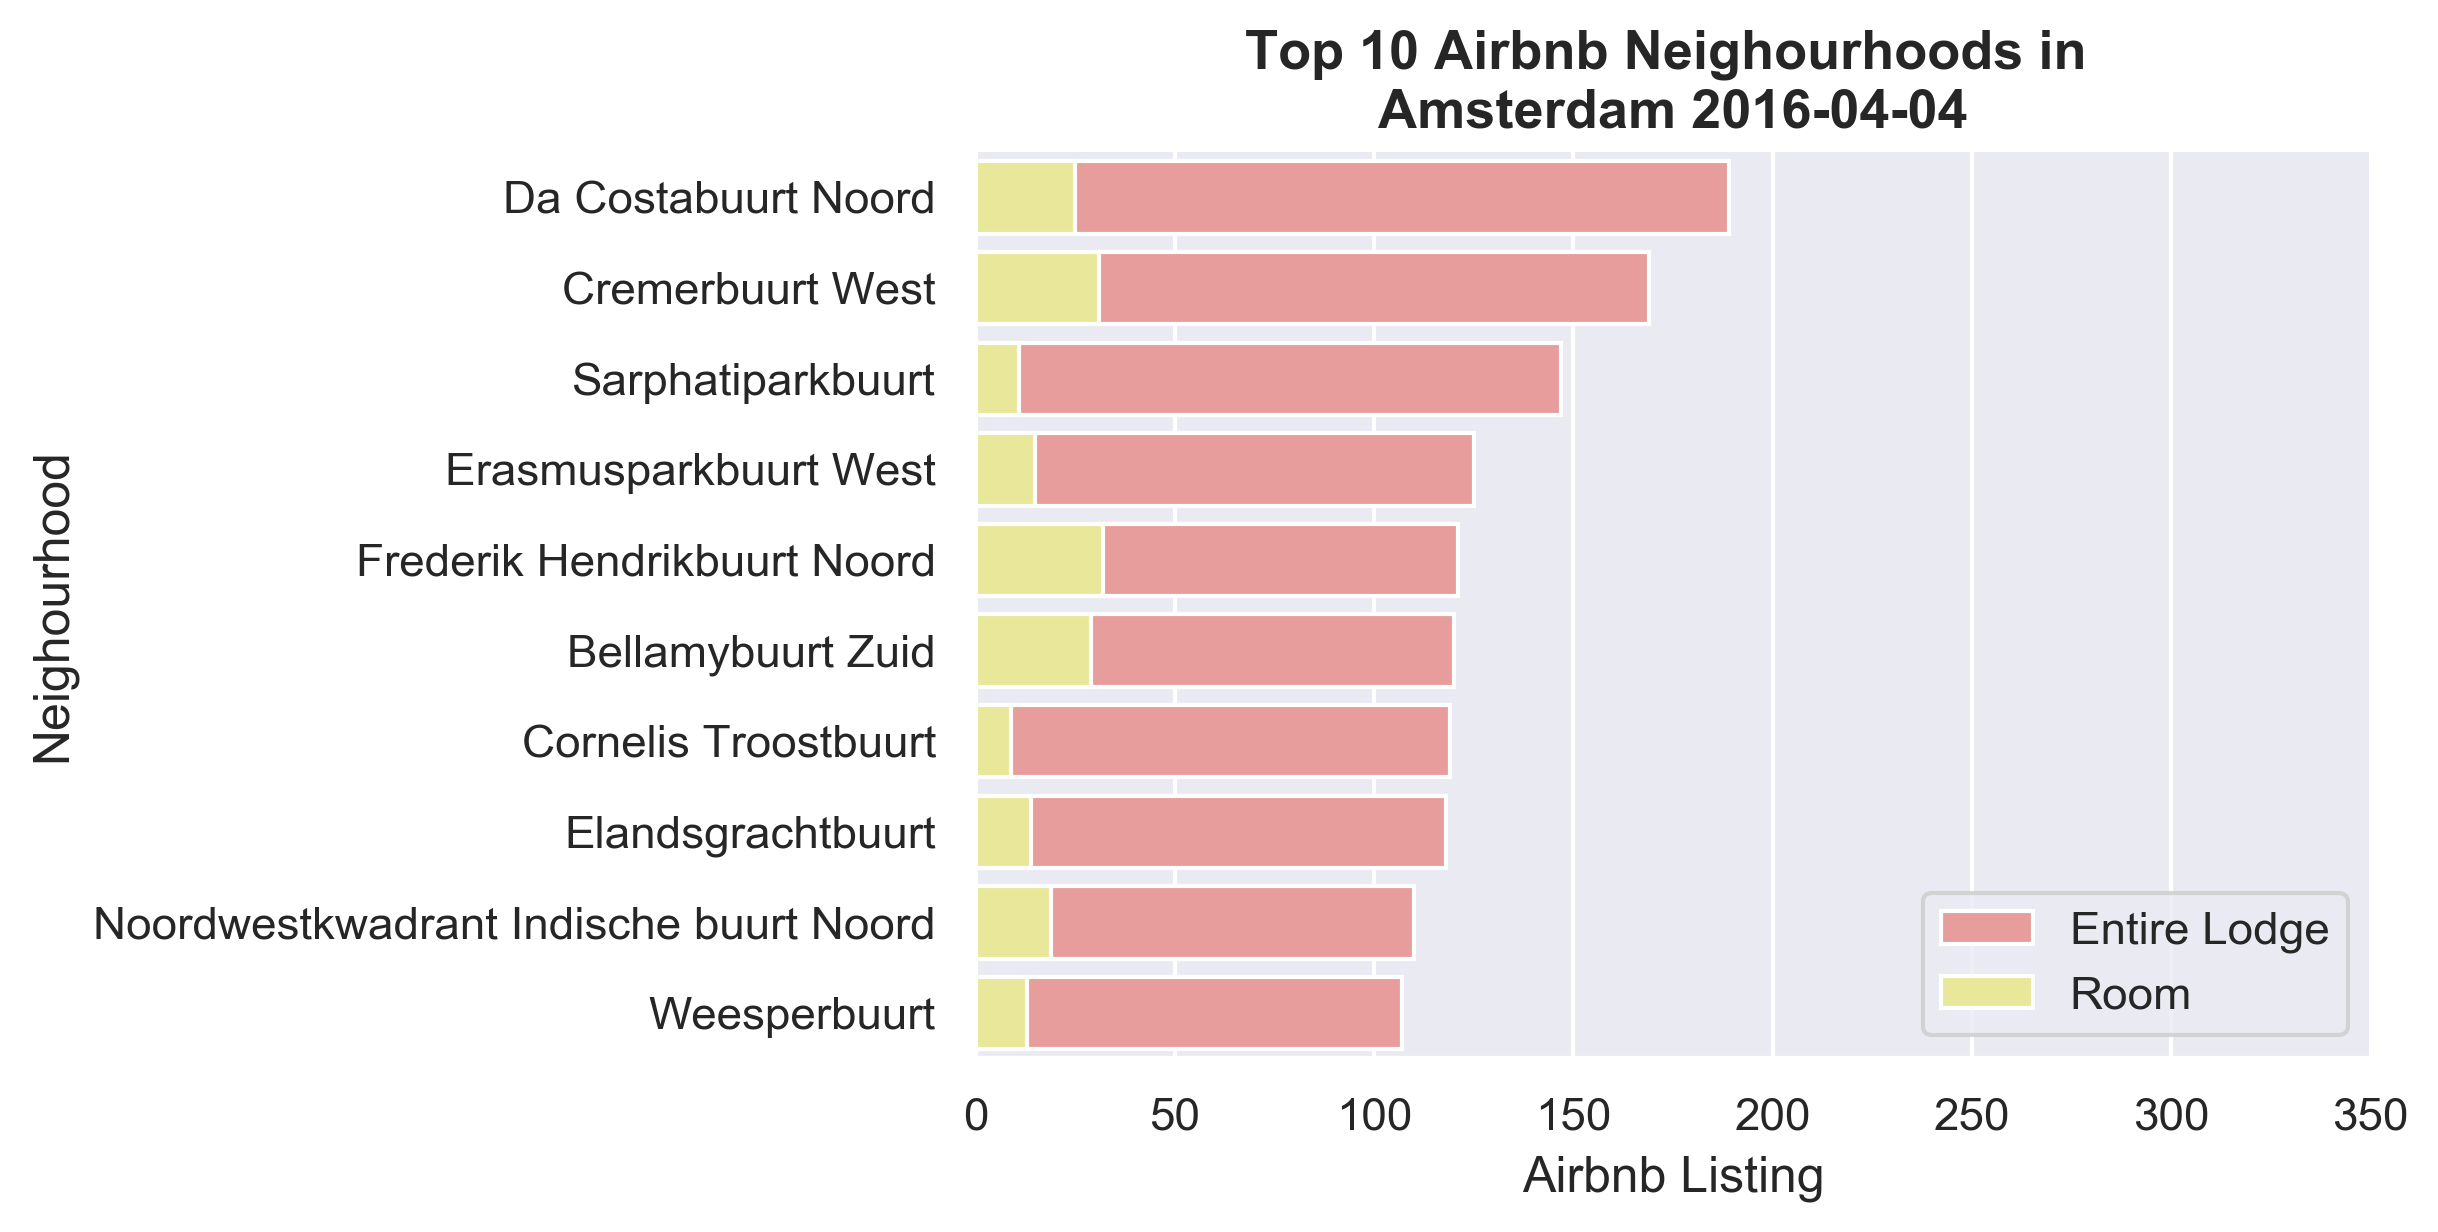 Top 10 Airbnb Neighourhoods in
Amsterdam 2016-04-04
Neighourhood
Da Costabuurt Noord
Cremerbuurt West
Sarphatiparkbuurt
Erasmusparkbuurt West
Frederik Hendrikbuurt Noord
Bellamybuurt Zuid
Cornelis Troostbuurt
Elandsgrachtbuurt
Noordwestkwadrant Indische buurt Noord
Weesperbuurt
Entire Lodge
Room
0 50 100 150 200 250 300 350
Airbnb Listing